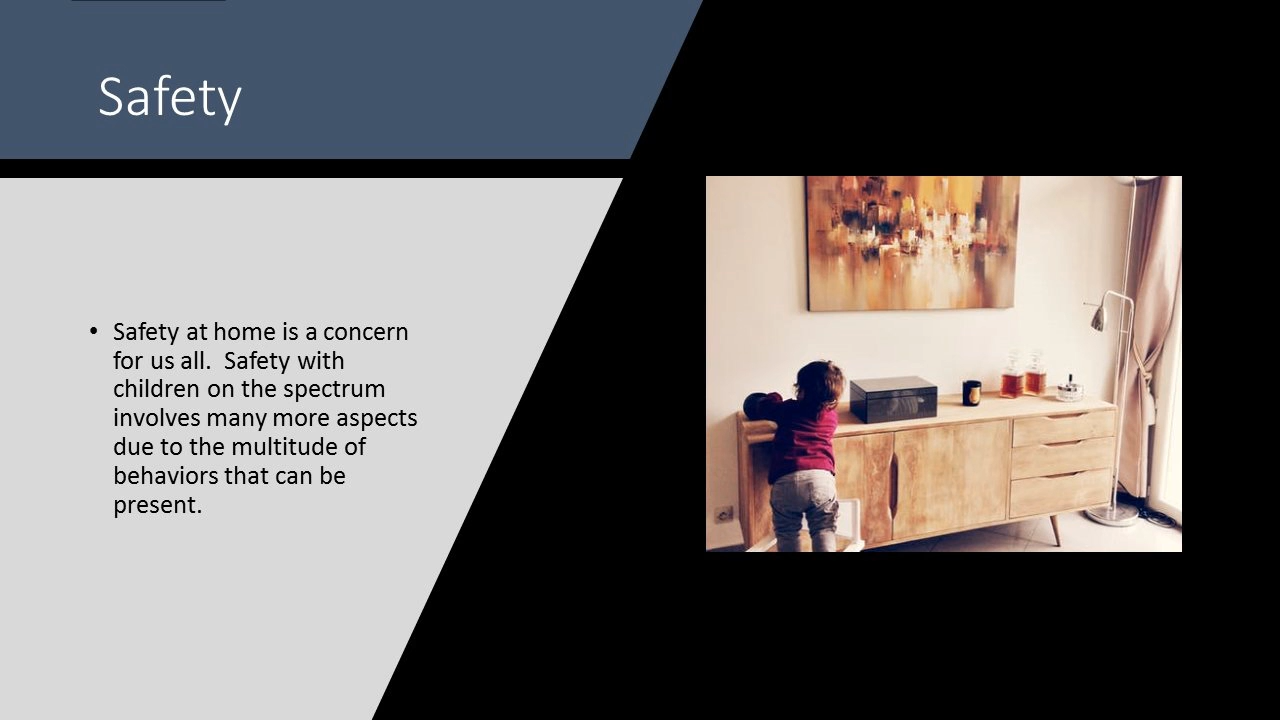 Safety
• Safety at home is a concern
for us all.  Safety with
children on the spectrum
involves many more aspects
due to the multitude of
behaviors that can be
present.